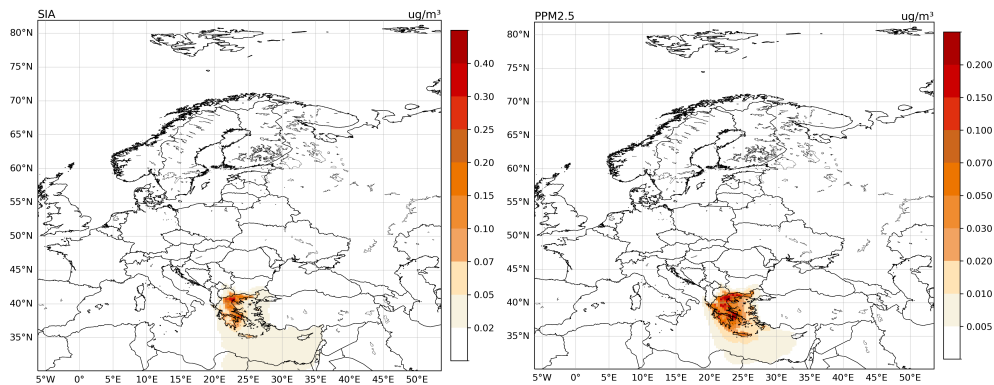 SIA ug/m³
80°N
75°N
70°N
65°N
60°N
55°N
50°N
45°N
40°N
35°N
5°W 0° 5°E 10°E 15°E 20°E 25°E 30°E 35°E 40°E 45°E 50°E
0.40
0.30
0.25
0.20
0.15
0.10
0.07
0.05
0.02
PPM2.5 ug/m³
80°N
75°N
70°N
65°N
60°N
55°N
50°N
45°N
40°N
35°N
5°W 0° 5°E 10°E 15°E 20°E 25°E 30°E 35°E 40°E 45°E 50°E
0.200
0.150
0.100
0.070
0.050
0.030
0.020
0.010
0.005